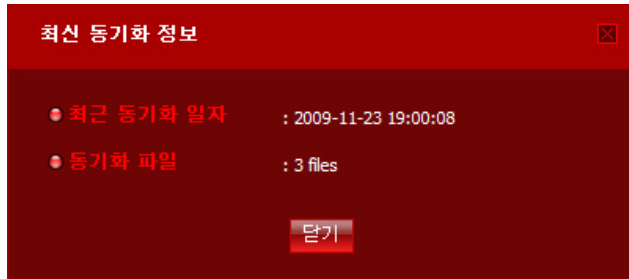 최신 동기화 정보
최근 동기화 일자 : 2009-11-23 19:00:08
동기화 파일 : 3 files
닫기